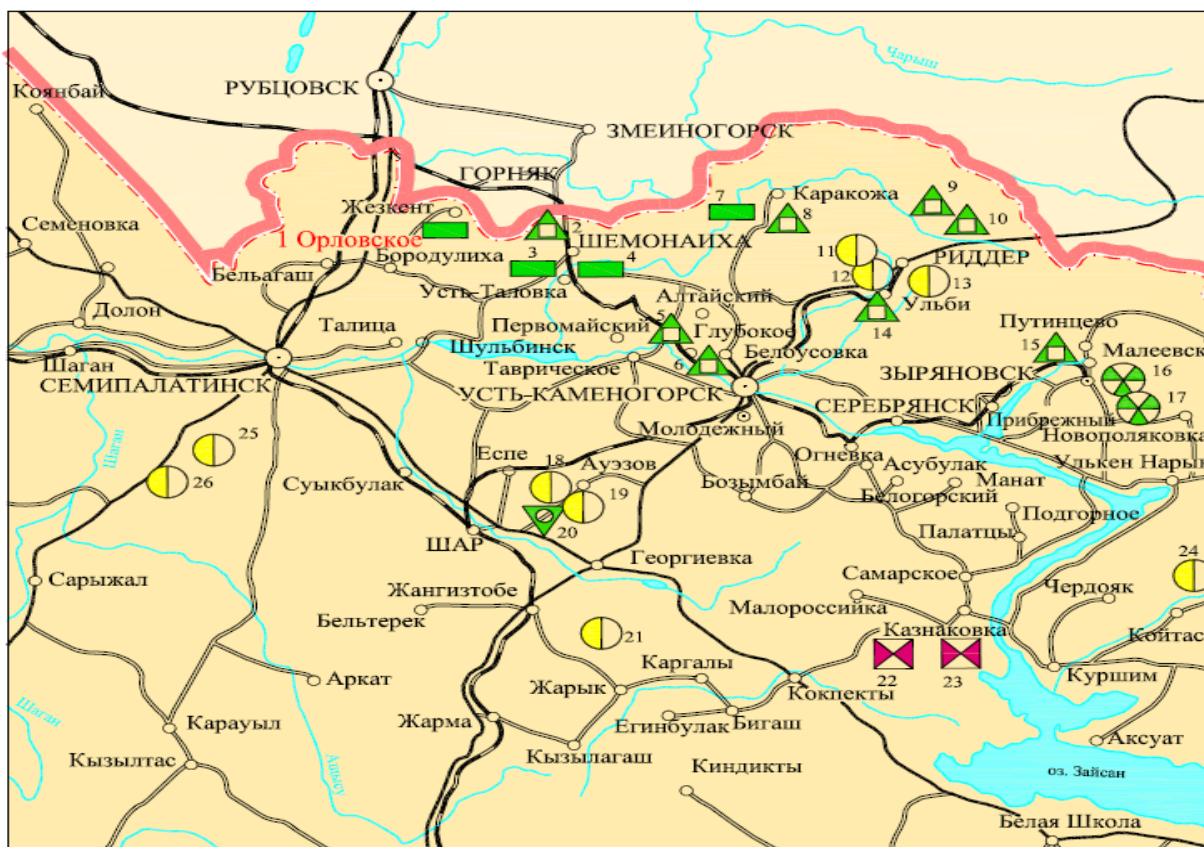 Чарыш
РУБЦОВСК
Коянбай
ЗМЕИНОГОРСК
ГОРНЯК
Каракожа
9
7
8
10
Жезкент
Семеновка
1 Орловское
2
ШЕМОНАИХА
11
РИДДЕР
3
4
12
13
Бельагаш
Бородулиха
Усть-Таловка
Алтайский
Ульби
Долон
Талица
Первомайский
5
Глубокое
14
Путинцево
Шульбинск
Белоусовка
15
Малеевск
Шаган
Таврическое
6
ЗЫРЯНОВСК
16
СЕМИПАЛАТИНСК
УСТЬ-КАМЕНОГОРСК
СЕРЕБРЯНСК
17
Прибрежный
Молодежный
Новополяковка
Шаган
25
Огневка
Еспе
18
Ауэзов
Асубулак
Улькен Нарын
26
Суыкбулак
19
Бозымбай
Белогорский
Манат
Подгорное
20
Палатцы
ШАР
Георгиевка
24
Сарыжал
Самарское
Чердояк
Жангизтобе
Малороссийка
Бельтерек
Казнаковка
Койтас
21
22
23
Каргалы
Куршим
Аркат
Жарык
Кокпекты
Шаган
Карауыл
Жарма
Егинбулак
Бигаш
Аксуат
Кызылтас
Ащысу
Кызылагаш
Киндикты
оз. Зайсан
Белая Школа